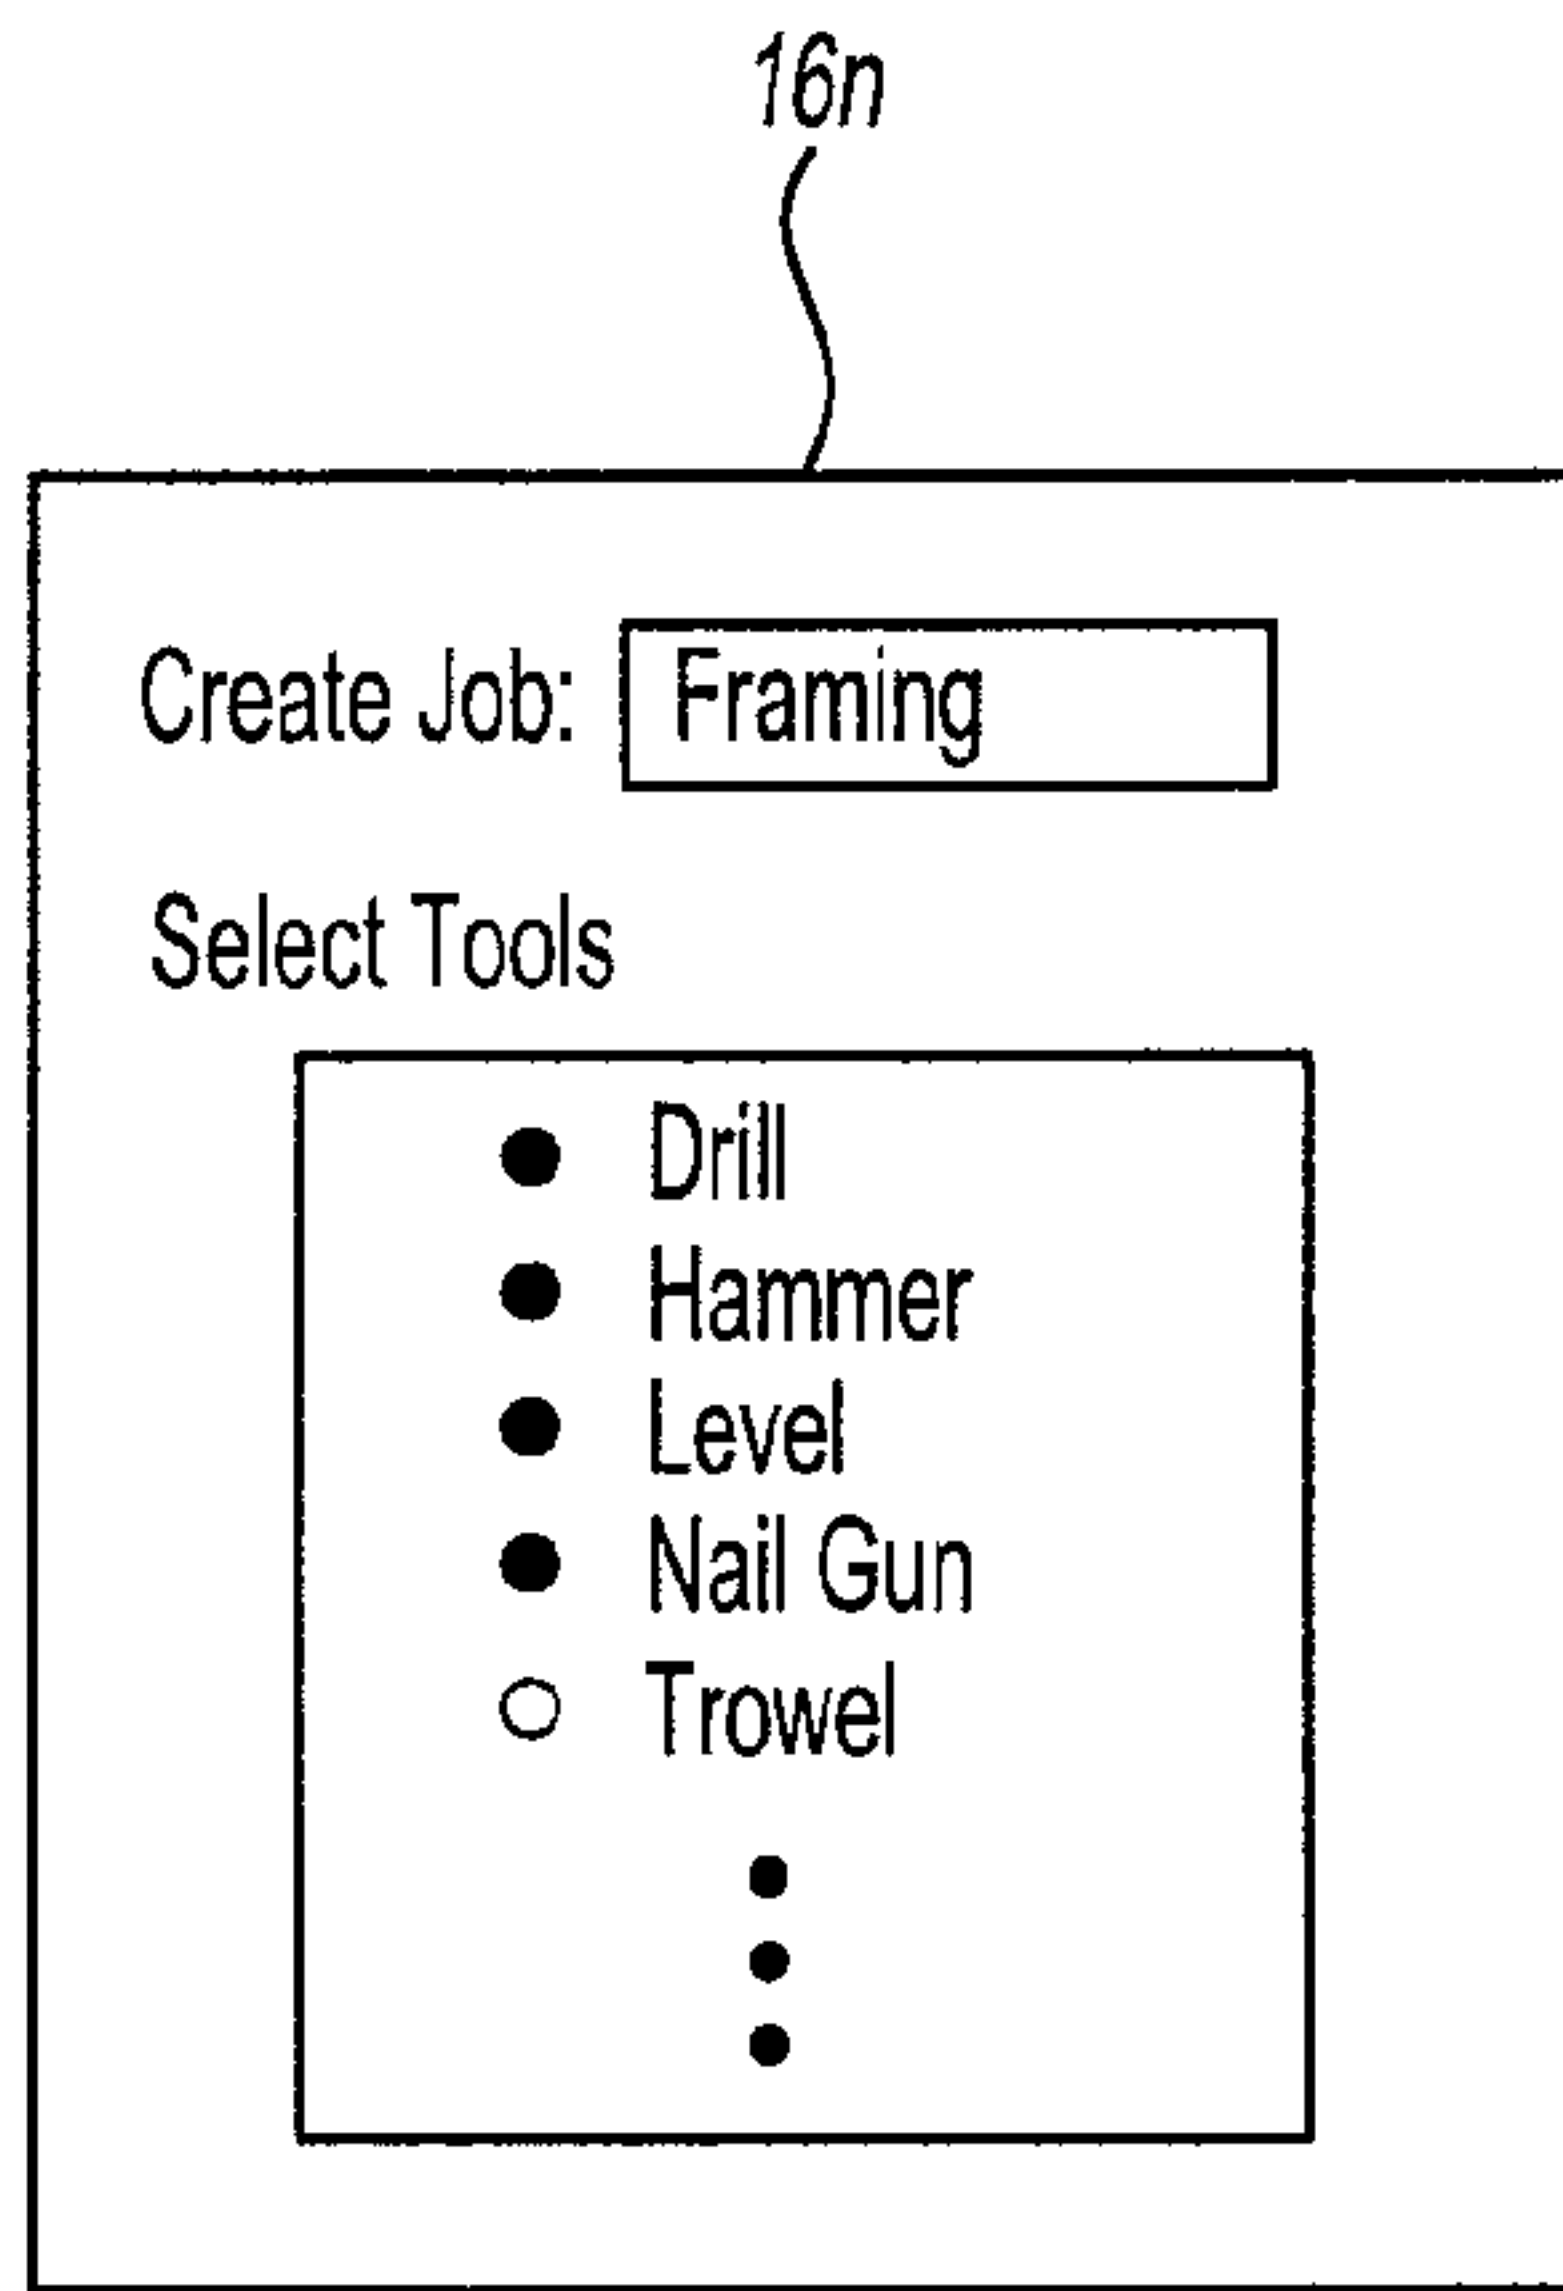 16n
Create Job: Framing
Select Tools
Drill
Hammer
Level
Nail Gun
Trowel